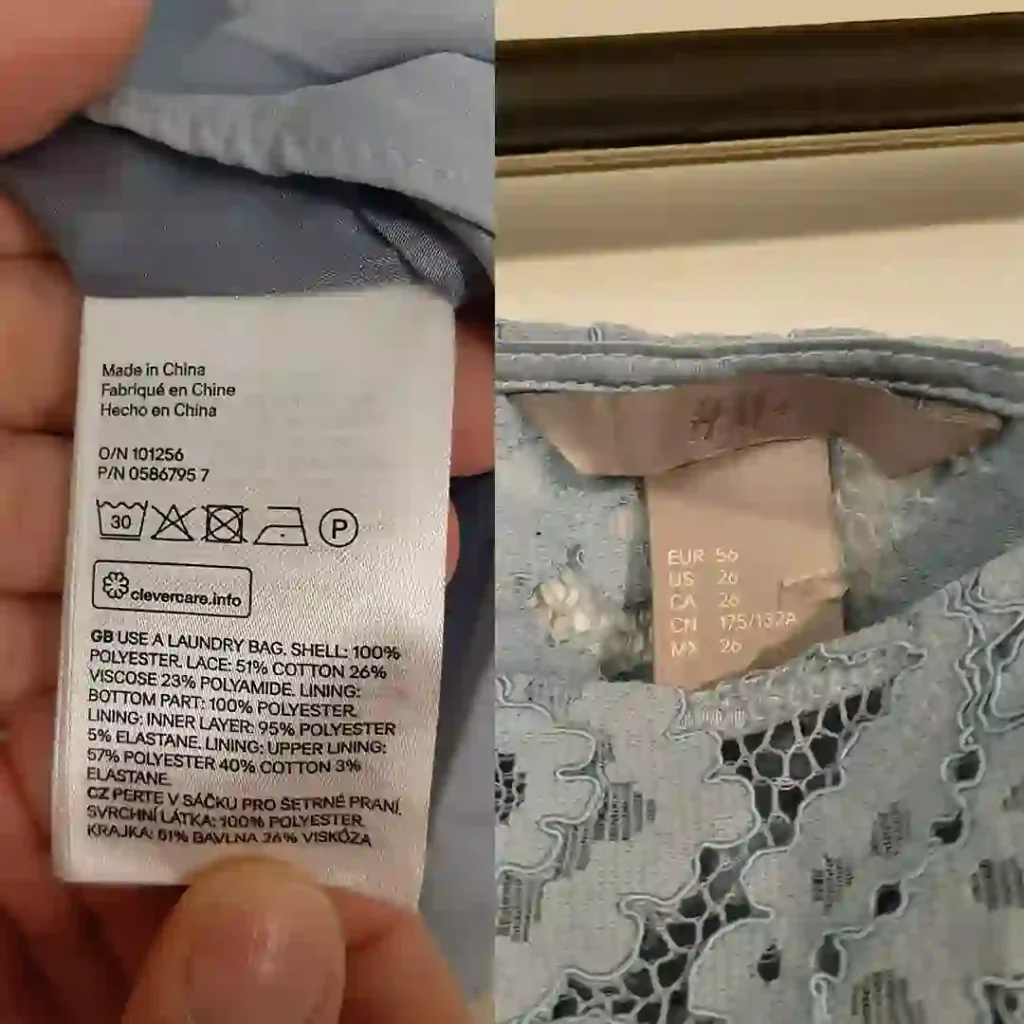 Made in China
Fabriqué en Chine
Hecho en China
O/N 101256
P/N 0586795 7
30
P
clevercare.info
GB USE A LAUNDRY BAG. SHELL: 100%
POLYESTER. LACE: 51% COTTON 26%
VISCOSE 23% POLYAMIDE. LINING:
BOTTOM PART: 100% POLYESTER.
LINING: INNER LAYER: 95% POLYESTER
5% ELASTANE. LINING: UPPER LINING:
57% POLYESTER 40% COTTON 3%
ELASTANE.
CZ PERTE V SÁČKU PRO ŠETRNÉ PRANÍ.
SVRCHNÍ LÁTKA: 100% POLYESTER.
KRAJKA: 51% BAVLNA 26% VISKÓZA
H&M+
EUR 56
US 26
CA 26
CN 175/132A
MX 26